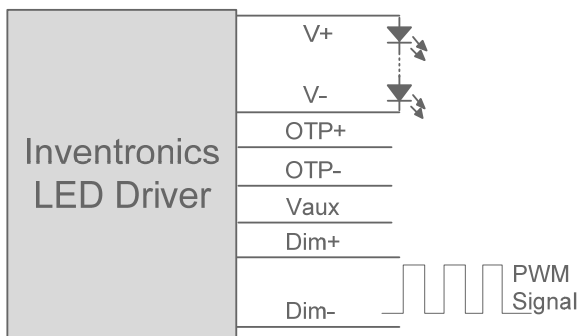 V+
V-
OTP+
Inventronics
LED Driver
OTP-
Vaux
Dim+
PWM
Signal
Dim-